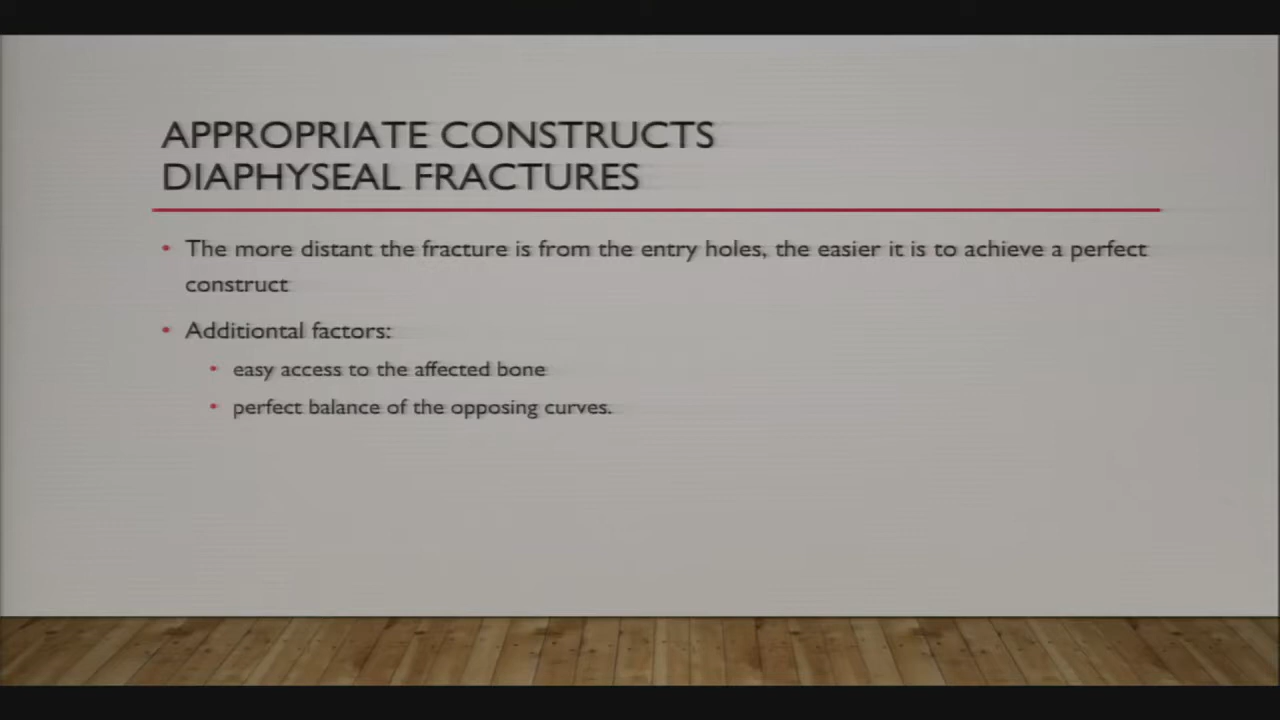 APPROPRIATE CONSTRUCTS
DIAPHYSEAL FRACTURES
• The more distant the fracture is from the entry holes, the easier it is to achieve a perfect
construct
• Additiontal factors:
• easy access to the affected bone
• perfect balance of the opposing curves.